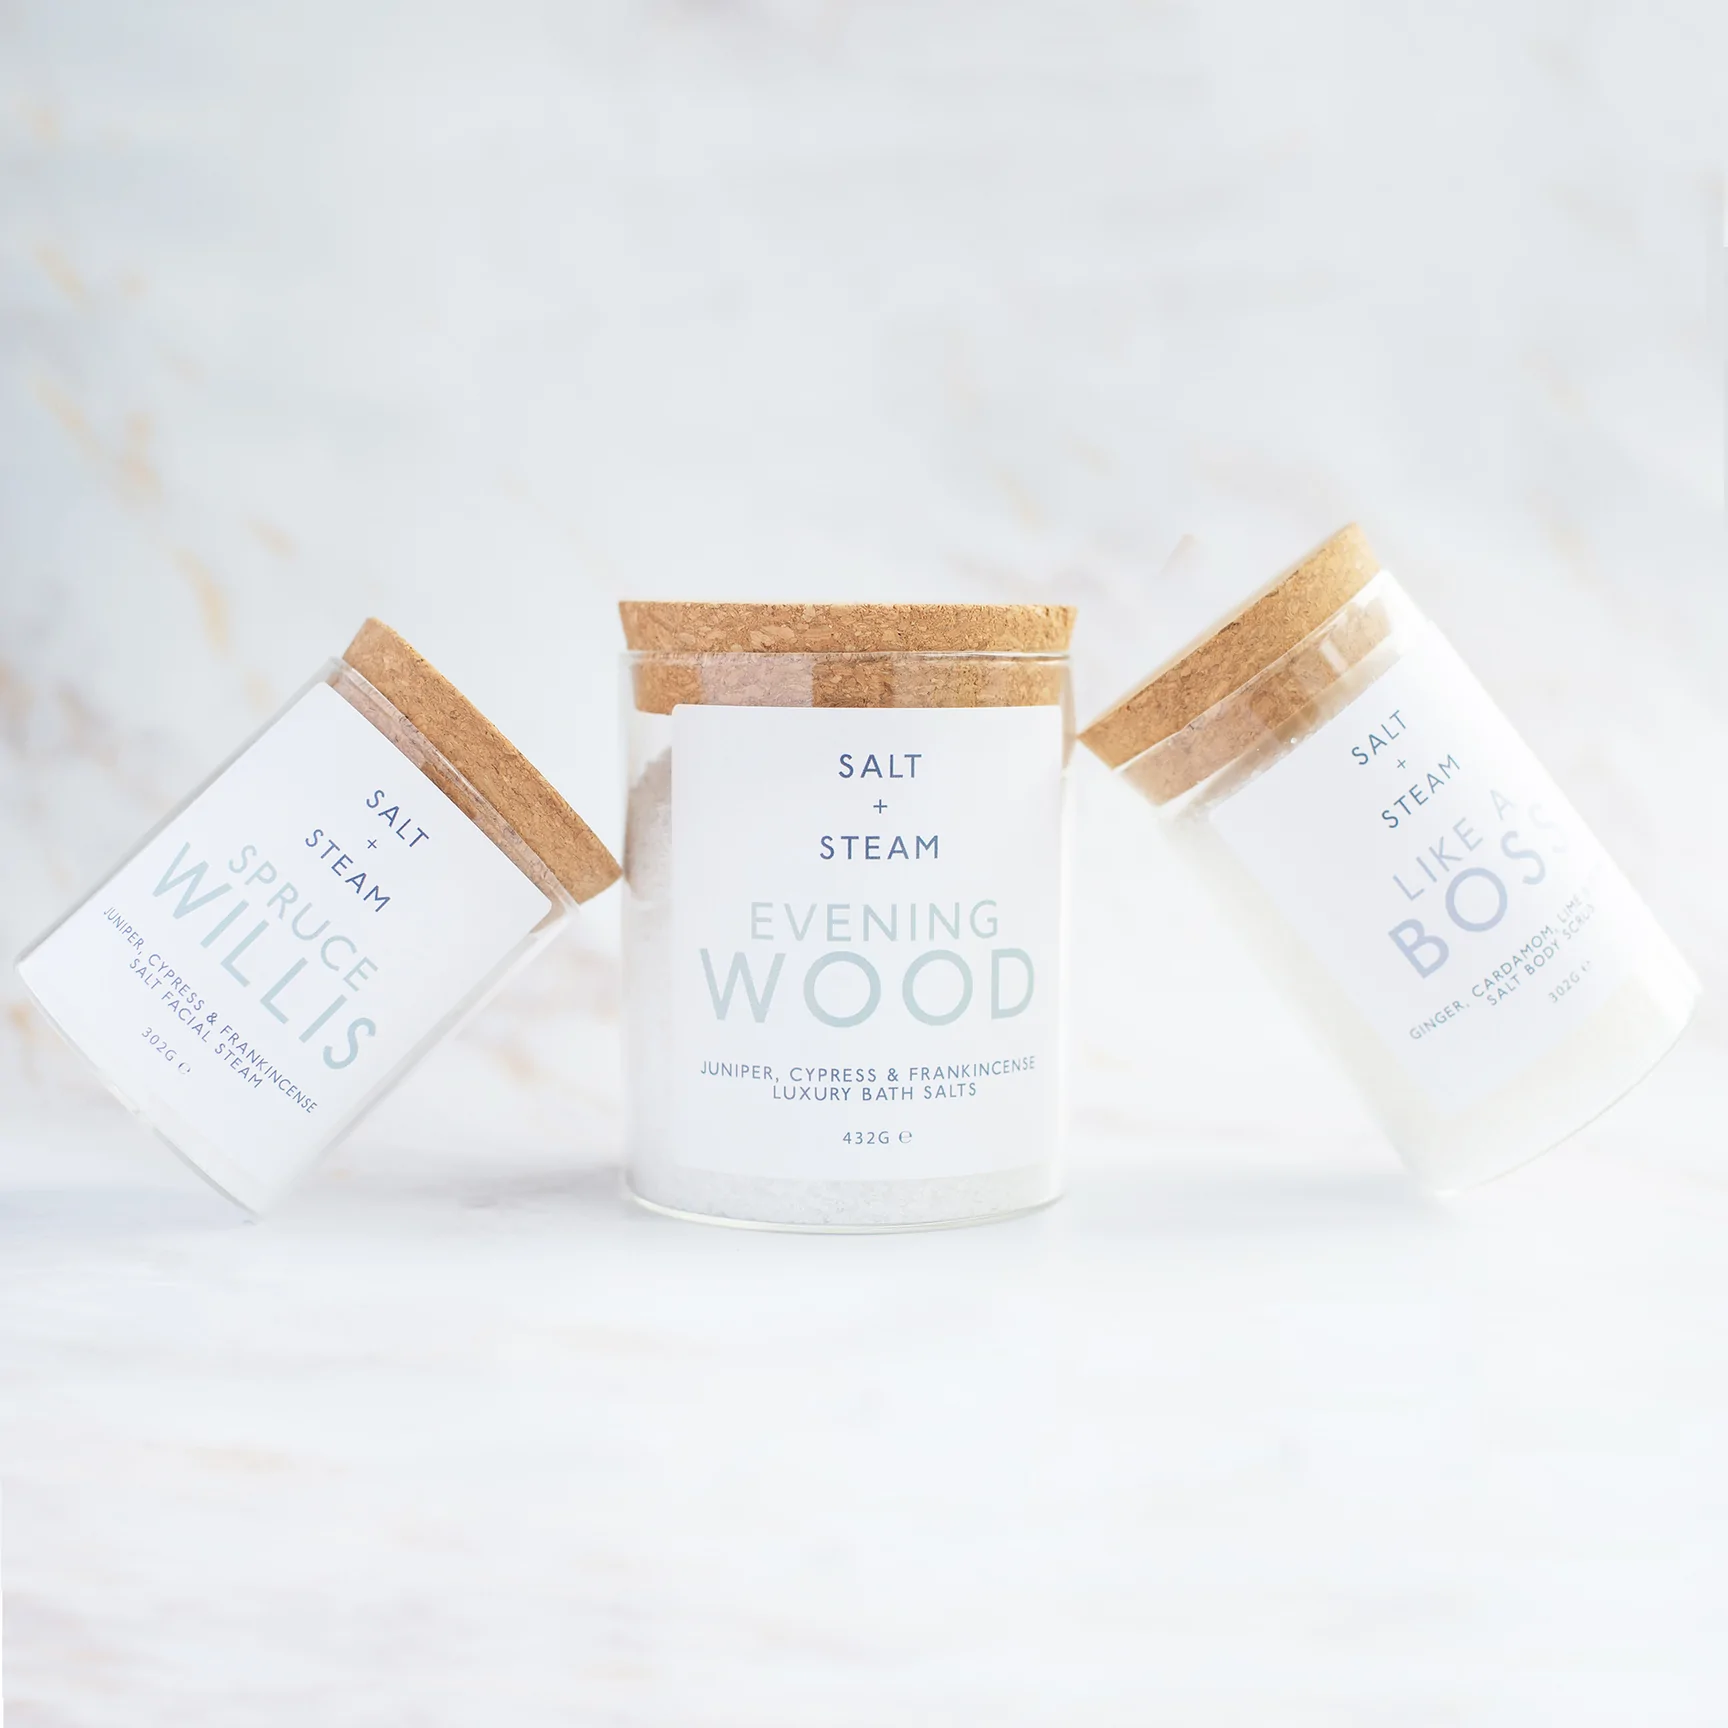 SALT
+
STEAM
SPRUCE
WILLIS
JUNIPER, CYPRESS & FRANKINCENSE
SALT FACIAL STEAM
302G ℮
SALT
+
STEAM
EVENING
WOOD
JUNIPER, CYPRESS & FRANKINCENSE
LUXURY BATH SALTS
432G ℮
SALT
+
STEAM
LIKE A
BOSS
GINGER, CARDAMOM, LIME
SALT BODY SCRUB
302G ℮